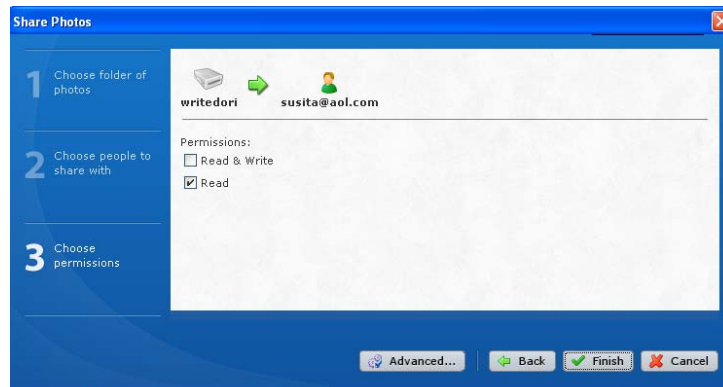 Share Photos
1 Choose folder of
photos
2 Choose people to
share with
3 Choose
permissions
writedori susita@aol.com
Permissions:
Read & Write
Read
Advanced... Back Finish Cancel